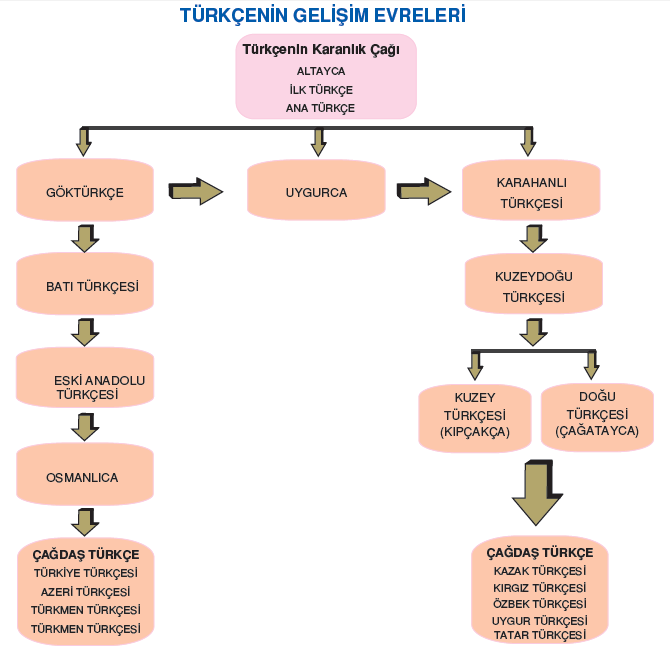 TÜRKÇENİN GELİŞİM EVRELERİ
Türkçenin Karanlık Çağı
ALTAYCA
İLK TÜRKÇE
ANA TÜRKÇE
GÖKTÜRKÇE
UYGURCA
KARAHANLI
TÜRKÇESİ
BATI TÜRKÇESİ
KUZEYDOĞU
TÜRKÇESİ
ESKİ ANADOLU
TÜRKÇESİ
KUZEY
TÜRKÇESİ
(KIPÇAKÇA)
DOĞU
TÜRKÇESİ
(ÇAĞATAYCA)
OSMANLICA
ÇAĞDAŞ TÜRKÇE
TÜRKİYE TÜRKÇESİ
AZERİ TÜRKÇESİ
TÜRKMEN TÜRKÇESİ
TÜRKMEN TÜRKÇESİ
ÇAĞDAŞ TÜRKÇE
KAZAK TÜRKÇESİ
KIRGIZ TÜRKÇESİ
ÖZBEK TÜRKÇESİ
UYGUR TÜRKÇESİ
TATAR TÜRKÇESİ